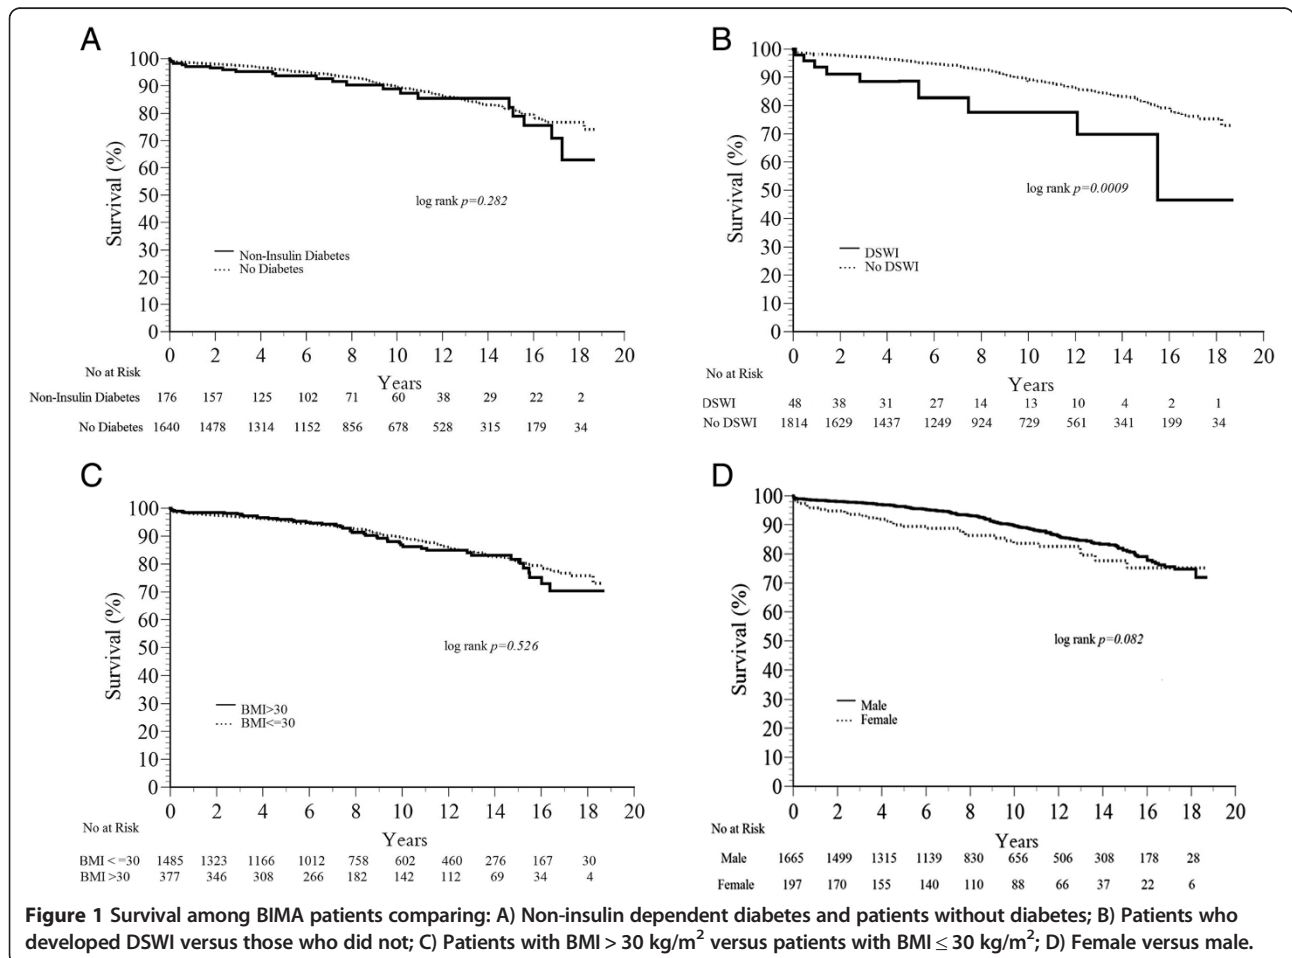 A
100
90
80
70
60
50
40
30
20
10
0
Survival (%)
log rank p=0.282
Non-Insulin Diabetes
No Diabetes
0 2 4 6 8 10 12 14 16 18 20
Years
No at Risk
Non-Insulin Diabetes 176 157 125 102 71 60 38 29 22 2
No Diabetes 1640 1478 1314 1152 856 678 528 315 179 34
B
100
90
80
70
60
50
40
30
20
10
0
Survival (%)
log rank p=0.0009
DSWI
No DSWI
0 2 4 6 8 10 12 14 16 18 20
Years
No at Risk
DSWI 48 38 31 27 14 13 10 4 2 1
No DSWI 1814 1629 1437 1249 924 729 561 341 199 34
C
100
90
80
70
60
50
40
30
20
10
0
Survival (%)
log rank p=0.526
BMI>30
BMI<=30
0 2 4 6 8 10 12 14 16 18 20
Years
No at Risk
BMI < =30 1485 1323 1166 1012 758 602 460 276 167 30
BMI >30 377 346 308 266 182 142 112 69 34 4
D
100
90
80
70
60
50
40
30
20
10
0
Survival (%)
log rank p=0.082
Male
Female
0 2 4 6 8 10 12 14 16 18 20
Years
No at Risk
Male 1665 1499 1315 1139 830 656 506 308 178 28
Female 197 170 155 140 110 88 66 37 22 6
Figure 1 Survival among BIMA patients comparing: A) Non-insulin dependent diabetes and patients without diabetes; B) Patients who
developed DSWI versus those who did not; C) Patients with BMI > 30 kg/m² versus patients with BMI ≤ 30 kg/m²; D) Female versus male.